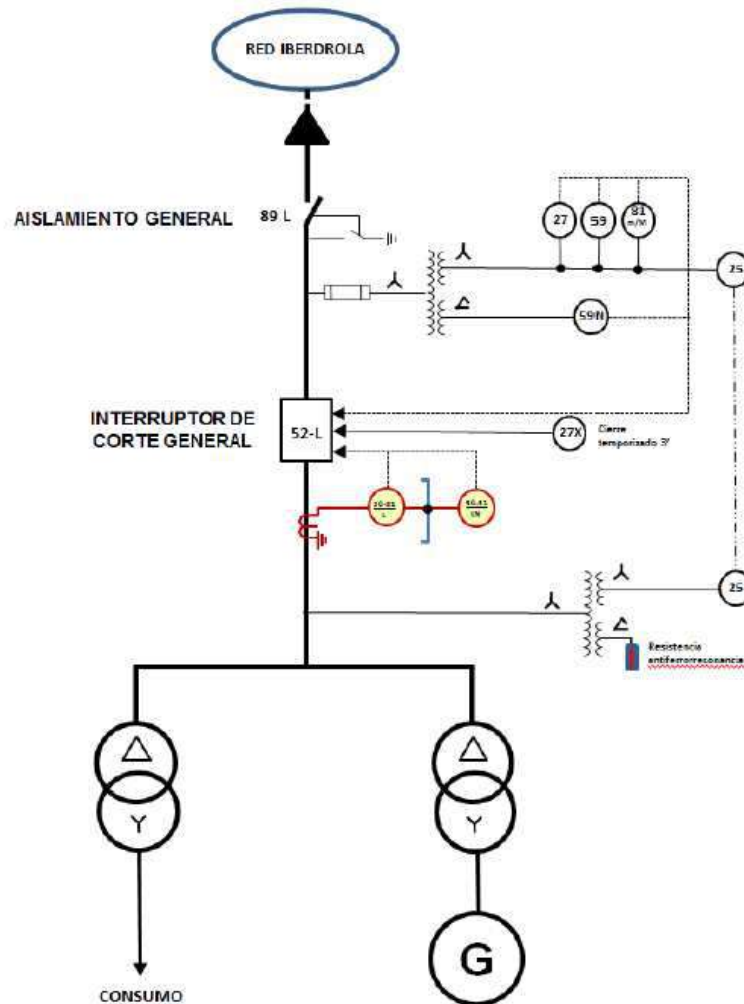 RED IBERDROLA
AISLAMIENTO GENERAL
89 L
27
59
81
m/M
25
59N
INTERRUPTOR DE
CORTE GENERAL
52-L
27X
Cierre
temporizado 3'
25
Resistencia
antiferrorresonancia
G
CONSUMO